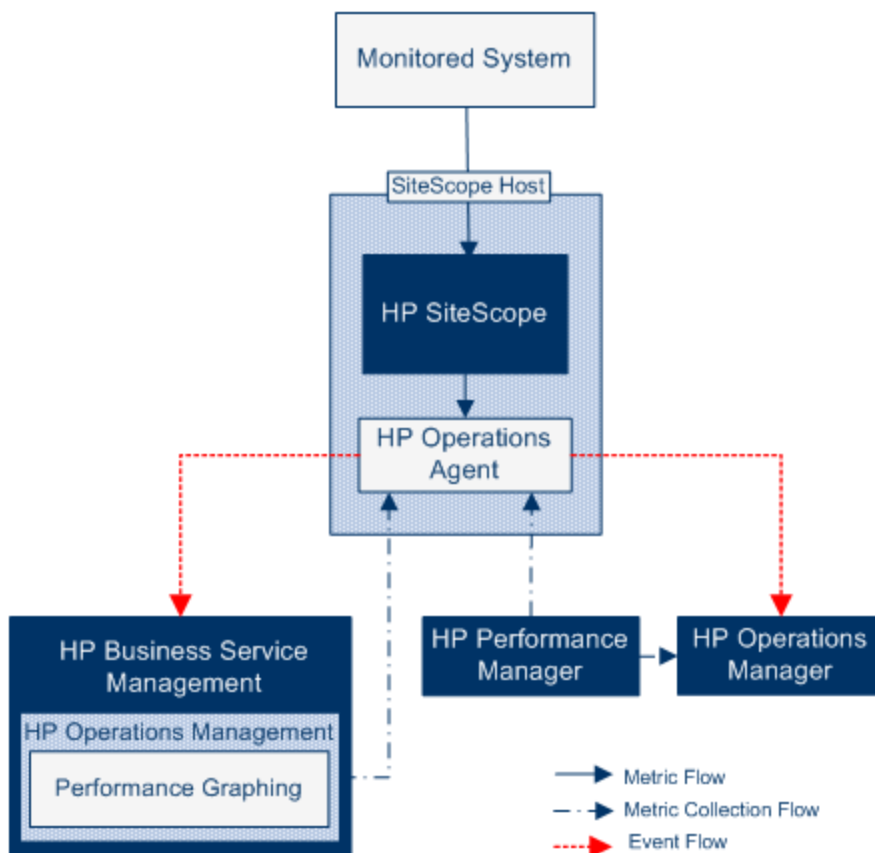 Monitored System
SiteScope Host
HP SiteScope
HP Operations
Agent
HP Business Service
Management
HP Operations Management
Performance Graphing
HP Performance
Manager
HP Operations
Manager
Metric Flow
Metric Collection Flow
Event Flow